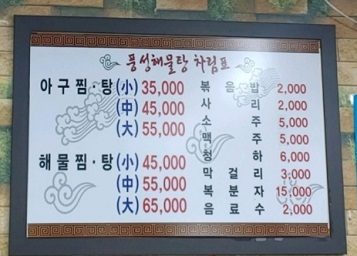 풍성해물탕 차림표
아구찜·탕 (小) 35,000
(中) 45,000
(大) 55,000
해물찜·탕 (小) 45,000
(中) 55,000
(大) 65,000
볶음밥 2,000
사리 2,000
소주 5,000
맥주 5,000
청하 6,000
막걸리 3,000
복분자 15,000
음료수 2,000